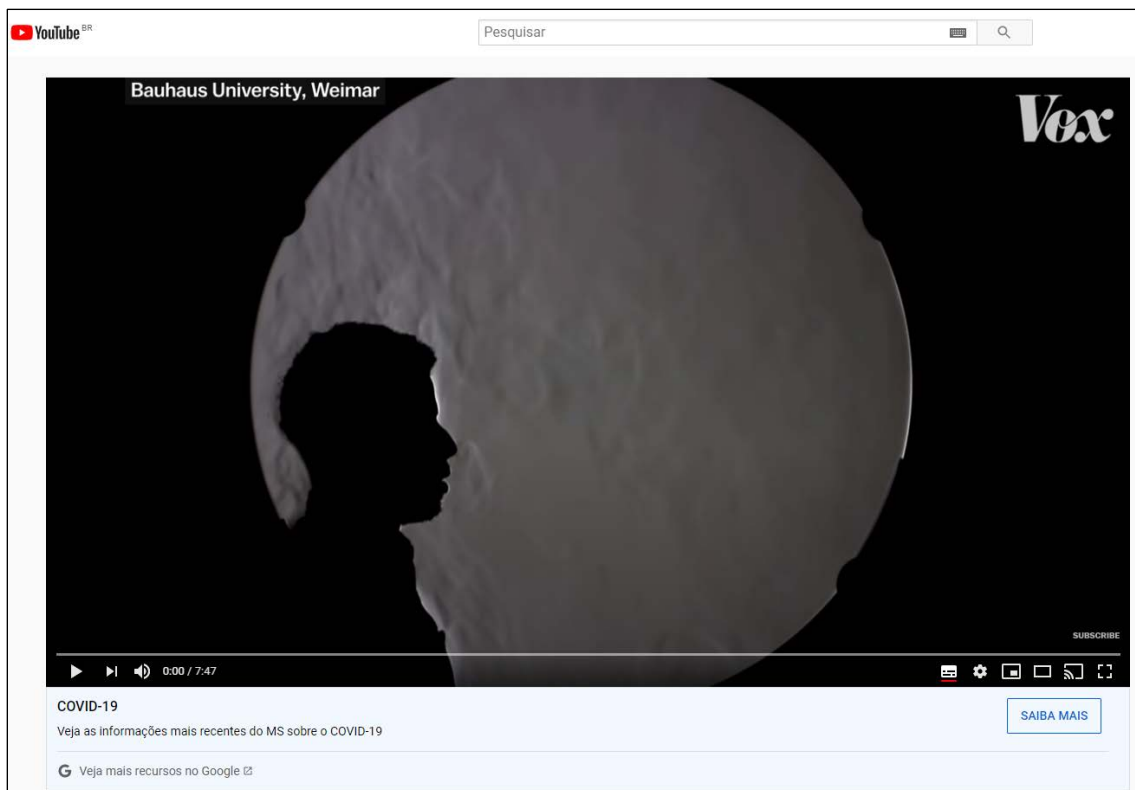 YouTube BR
Pesquisar
Bauhaus University, Weimar
Vox
SUBSCRIBE
0:00 / 7:47
COVID-19
SAIBA MAIS
Veja as informações mais recentes do MS sobre o COVID-19
G Veja mais recursos no Google